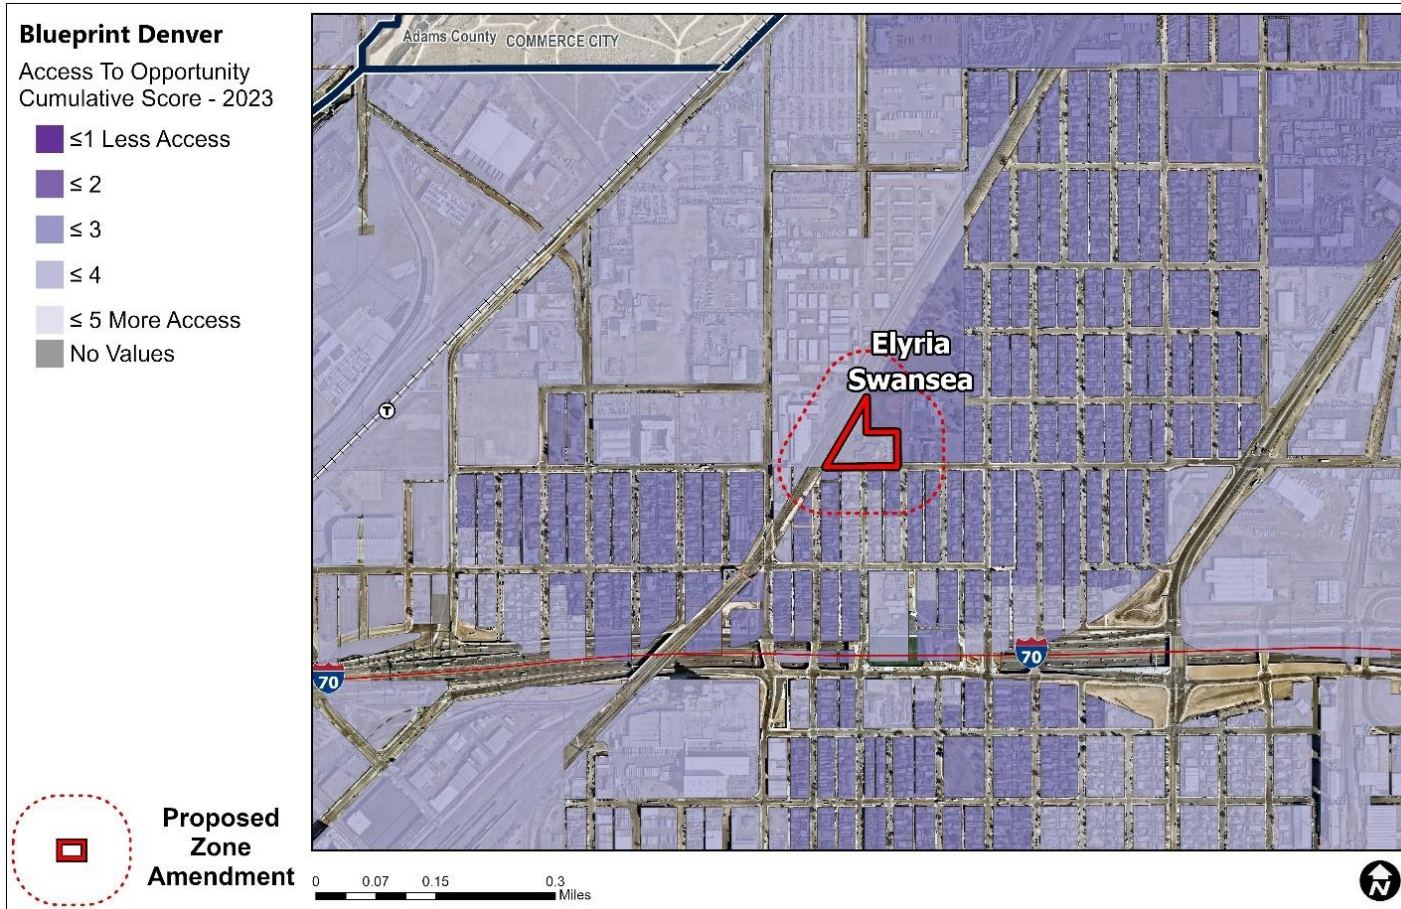 Blueprint Denver
Access To Opportunity
Cumulative Score - 2023
≤1 Less Access
≤ 2
≤ 3
≤ 4
≤ 5 More Access
No Values
Proposed
Zone
Amendment
Adams County COMMERCE CITY
T
Elyria
Swansea
70
70
0 0.07 0.15 0.3
Miles
N